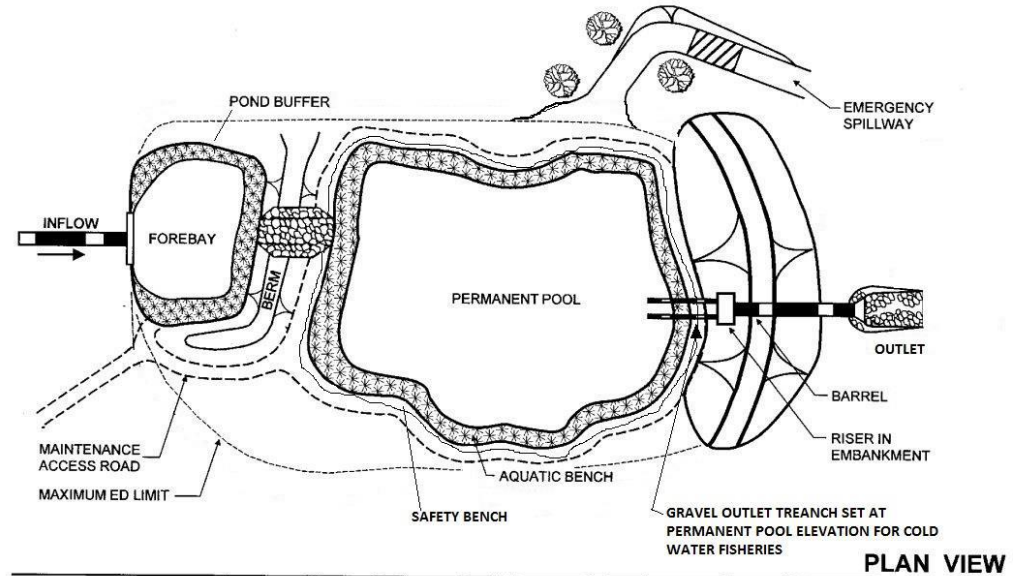 EMERGENCY
SPILLWAY
POND BUFFER
INFLOW
FOREBAY
BERM
PERMANENT POOL
OUTLET
BARREL
RISER IN
EMBANKMENT
MAINTENANCE
ACCESS ROAD
MAXIMUM ED LIMIT
AQUATIC BENCH
SAFETY BENCH
GRAVEL OUTLET TREANCH SET AT
PERMANENT POOL ELEVATION FOR COLD
WATER FISHERIES
PLAN VIEW